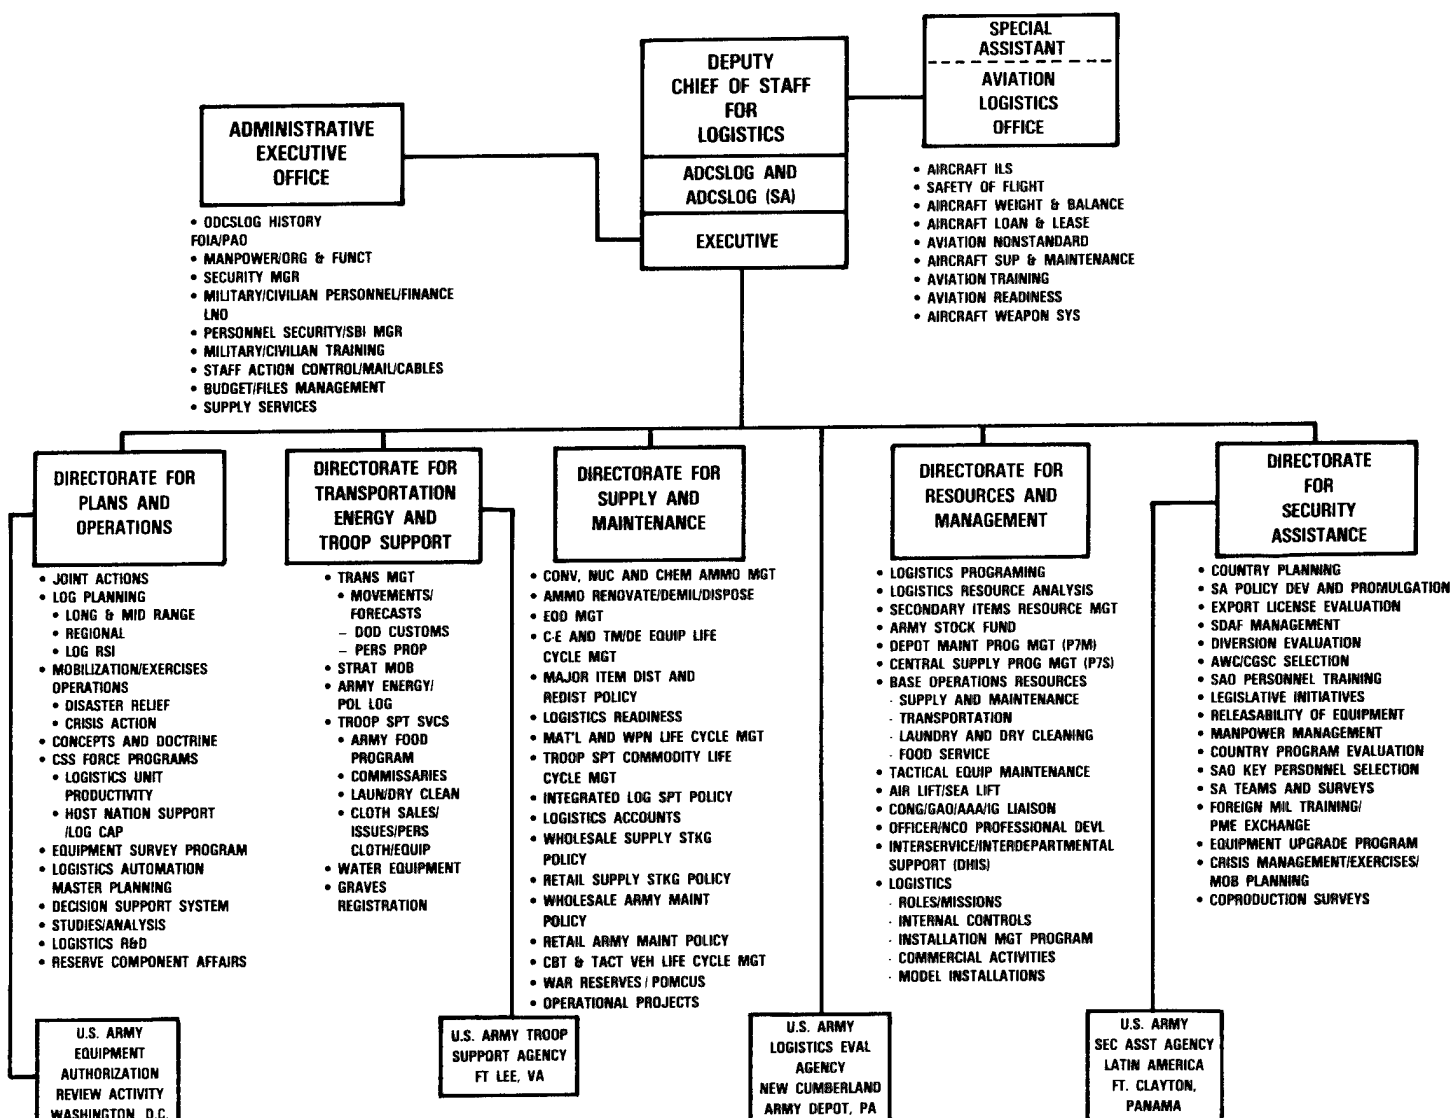 SPECIAL
ASSISTANT
AVIATION
LOGISTICS
OFFICE
DEPUTY
CHIEF OF STAFF
FOR
LOGISTICS
ADCSLOG AND
ADCSLOG (SA)
EXECUTIVE
ADMINISTRATIVE
EXECUTIVE
OFFICE
• ODCSLOG HISTORY
FOIA/PAO
• MANPOWER/ORG & FUNCT
• SECURITY MGR
• MILITARY/CIVILIAN PERSONNEL/FINANCE
LNO
• PERSONNEL SECURITY/SBI MGR
• MILITARY/CIVILIAN TRAINING
• STAFF ACTION CONTROL/MAIL/CABLES
• BUDGET/FILES MANAGEMENT
• SUPPLY SERVICES
• AIRCRAFT ILS
• SAFETY OF FLIGHT
• AIRCRAFT WEIGHT & BALANCE
• AIRCRAFT LOAN & LEASE
• AVIATION NONSTANDARD
• AIRCRAFT SUP & MAINTENANCE
• AVIATION TRAINING
• AVIATION READINESS
• AIRCRAFT WEAPON SYS
DIRECTORATE FOR
PLANS AND
OPERATIONS
• JOINT ACTIONS
• LOG PLANNING
• LONG & MID RANGE
• REGIONAL
• LOG RSI
• MOBILIZATION/EXERCISES
OPERATIONS
• DISASTER RELIEF
• CRISIS ACTION
• CONCEPTS AND DOCTRINE
• CSS FORCE PROGRAMS
• LOGISTICS UNIT
PRODUCTIVITY
• HOST NATION SUPPORT
/LOG CAP
• EQUIPMENT SURVEY PROGRAM
• LOGISTICS AUTOMATION
MASTER PLANNING
• DECISION SUPPORT SYSTEM
• STUDIES/ANALYSIS
• LOGISTICS R&D
• RESERVE COMPONENT AFFAIRS
U.S. ARMY
EQUIPMENT
AUTHORIZATION
REVIEW ACTIVITY
WASHINGTON D.C.
DIRECTORATE FOR
TRANSPORTATION
ENERGY AND
TROOP SUPPORT
• TRANS MGT
• MOVEMENTS/
FORECASTS
– DOD CUSTOMS
– PERS PROP
• STRAT MOB
• ARMY ENERGY/
POL LOG
• TROOP SPT SVCS
• ARMY FOOD
PROGRAM
• COMMISSARIES
• LAUN/DRY CLEAN
• CLOTH SALES/
ISSUES/PERS
CLOTH/EQUIP
• WATER EQUIPMENT
• GRAVES
REGISTRATION
U.S. ARMY TROOP
SUPPORT AGENCY
FT LEE, VA
DIRECTORATE FOR
SUPPLY AND
MAINTENANCE
• CONV, NUC AND CHEM AMMO MGT
• AMMO RENOVATE/DEMIL/DISPOSE
• EOD MGT
• C-E AND TM/DE EQUIP LIFE
CYCLE MGT
• MAJOR ITEM DIST AND
REDIST POLICY
• LOGISTICS READINESS
• MAT'L AND WPN LIFE CYCLE MGT
• TROOP SPT COMMODITY LIFE
CYCLE MGT
• INTEGRATED LOG SPT POLICY
• LOGISTICS ACCOUNTS
• WHOLESALE SUPPLY STKG
POLICY
• RETAIL SUPPLY STKG POLICY
• WHOLESALE ARMY MAINT
POLICY
• RETAIL ARMY MAINT POLICY
• CBT & TACT VEH LIFE CYCLE MGT
• WAR RESERVES / POMCUS
• OPERATIONAL PROJECTS
U.S. ARMY
LOGISTICS EVAL
AGENCY
NEW CUMBERLAND
ARMY DEPOT, PA
DIRECTORATE FOR
RESOURCES AND
MANAGEMENT
• LOGISTICS PROGRAMING
• LOGISTICS RESOURCE ANALYSIS
• SECONDARY ITEMS RESOURCE MGT
• ARMY STOCK FUND
• DEPOT MAINT PROG MGT (P7M)
• CENTRAL SUPPLY PROG MGT (P7S)
• BASE OPERATIONS RESOURCES
- SUPPLY AND MAINTENANCE
- TRANSPORTATION
- LAUNDRY AND DRY CLEANING
- FOOD SERVICE
• TACTICAL EQUIP MAINTENANCE
• AIR LIFT/SEA LIFT
• CONG/GAO/AAA/IG LIAISON
• OFFICER/NCO PROFESSIONAL DEVL
• INTERSERVICE/INTERDEPARTMENTAL
SUPPORT (DHIS)
• LOGISTICS
- ROLES/MISSIONS
- INTERNAL CONTROLS
- INSTALLATION MGT PROGRAM
- COMMERCIAL ACTIVITIES
- MODEL INSTALLATIONS
DIRECTORATE
FOR
SECURITY
ASSISTANCE
• COUNTRY PLANNING
• SA POLICY DEV AND PROMULGATION
• EXPORT LICENSE EVALUATION
• SDAF MANAGEMENT
• DIVERSION EVALUATION
• AWC/CGSC SELECTION
• SAO PERSONNEL TRAINING
• LEGISLATIVE INITIATIVES
• RELEASABILITY OF EQUIPMENT
• MANPOWER MANAGEMENT
• COUNTRY PROGRAM EVALUATION
• SAO KEY PERSONNEL SELECTION
• SA TEAMS AND SURVEYS
• FOREIGN MIL TRAINING/
PME EXCHANGE
• EQUIPMENT UPGRADE PROGRAM
• CRISIS MANAGEMENT/EXERCISES/
MOB PLANNING
• COPRODUCTION SURVEYS
U.S. ARMY
SEC ASST AGENCY
LATIN AMERICA
FT. CLAYTON,
PANAMA